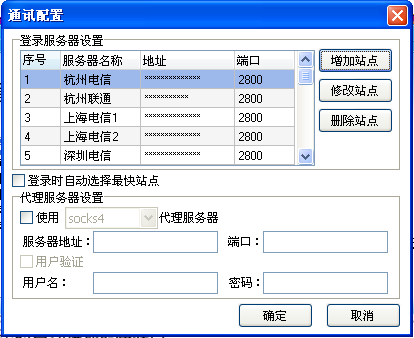 通讯配置
登录服务器设置
序号 服务器名称 地址 端口
1 杭州电信 ************** 2800
2 杭州联通 *********** 2800
3 上海电信1 ************** 2800
4 上海电信2 ************** 2800
5 深圳电信 ************** 2800
增加站点
修改站点
删除站点
登录时自动选择最快站点
代理服务器设置
使用 socks4 代理服务器
服务器地址： 端口：
用户验证
用户名： 密码：
确定 取消